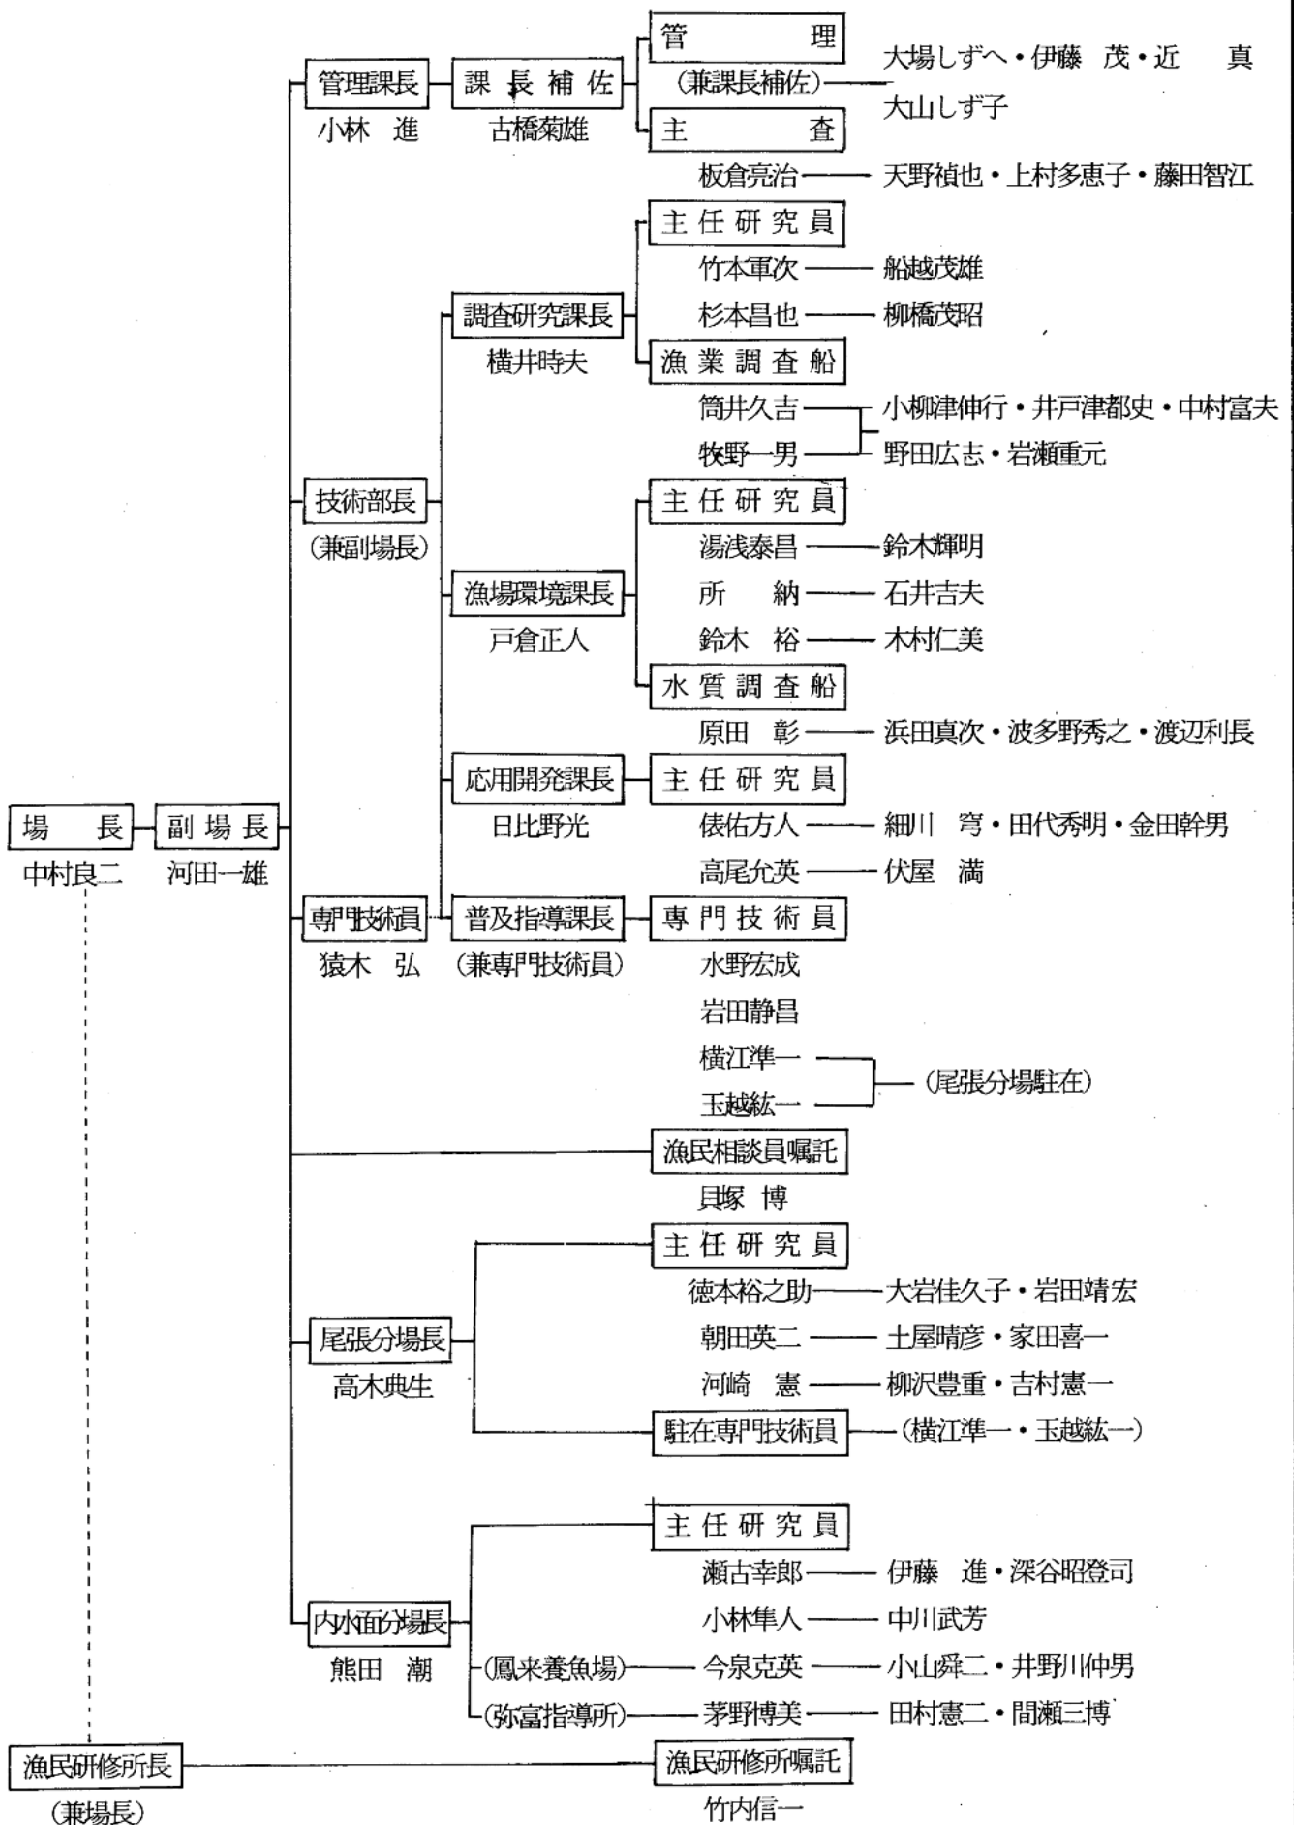 管理
大場しずへ・伊藤 茂・近 真
管理課長 課長補佐 (兼課長補佐)
大山しず子
小林 進 古橋菊雄 主査
板倉亮治 天野禎也・上村多恵子・藤田智江
主任研究員
竹本軍次 船越茂雄
調査研究課長 杉本昌也 柳橋茂昭
横井時夫 漁業調査船
筒井久吉 小柳津伸行・井戸津都史・中村富夫
牧野一男 野田広志・岩瀬重元
技術部長 主任研究員
(兼副場長) 湯浅泰昌 鈴木輝明
漁場環境課長 所 納 石井吉夫
戸倉正人 鈴木 裕 木村仁美
水質調査船
原田 彰 浜田真次・波多野秀之・渡辺利長
応用開発課長 主任研究員
場長 副場長 日比野光 俵佑方人 細川 穹・田代秀明・金田幹男
中村良二 河田一雄 高尾允英 伏屋 満
専門技術員 普及指導課長 専門技術員
猿木 弘 (兼専門技術員) 水野宏成
岩田静昌
横江準一
(尾張分場駐在)
玉越紘一
漁民相談員嘱託
貝塚 博
主任研究員
徳本裕之助 大岩佳久子・岩田靖宏
尾張分場長 朝田英二 土屋晴彦・家田喜一
高木典生 河崎 憲 柳沢豊重・吉村憲一
駐在専門技術員 (横江準一・玉越紘一)
主任研究員
瀬古幸郎 伊藤 進・深谷昭登司
内水面分場長 小林隼人 中川武芳
熊田 潮 (鳳来養魚場) 今泉克英 小山舜二・井野川仲男
(弥富指導所) 茅野博美 田村憲二・間瀬三博
漁民研修所長 漁民研修所嘱託
(兼場長) 竹内信一